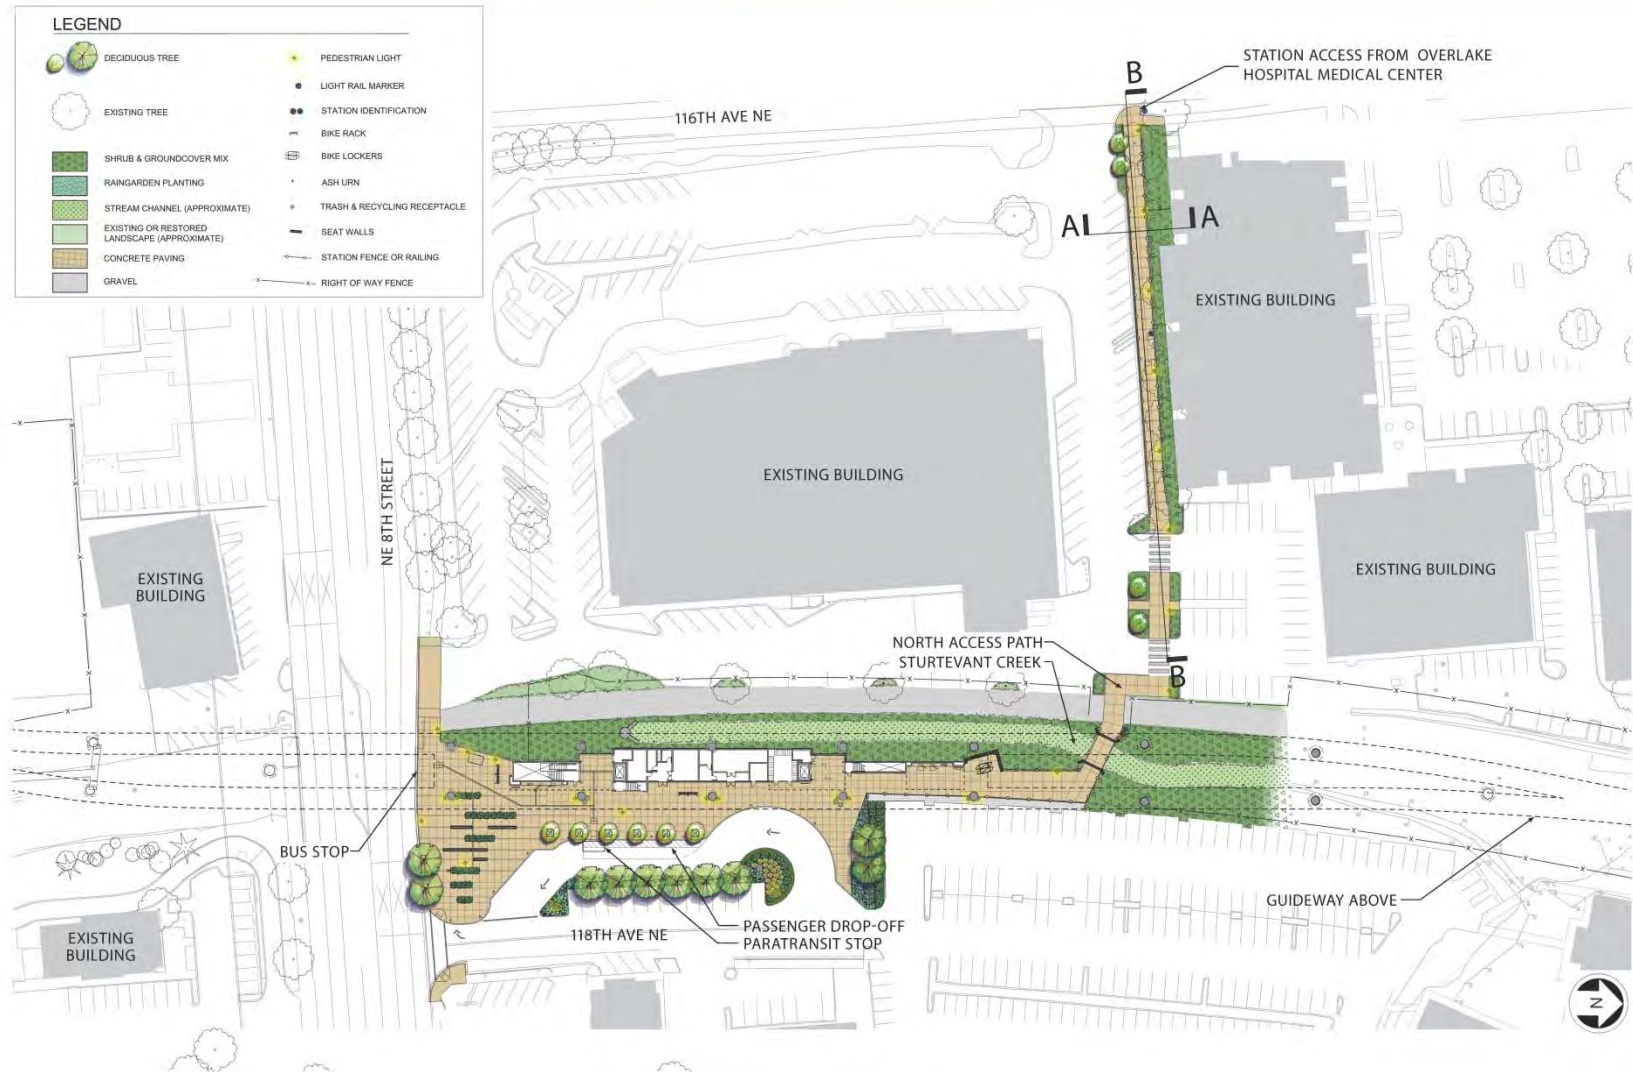 LEGEND
DECIDUOUS TREE
EXISTING TREE
SHRUB & GROUNDCOVER MIX
RAINGARDEN PLANTING
STREAM CHANNEL (APPROXIMATE)
EXISTING OR RESTORED
LANDSCAPE (APPROXIMATE)
CONCRETE PAVING
GRAVEL
PEDESTRIAN LIGHT
LIGHT RAIL MARKER
STATION IDENTIFICATION
BIKE RACK
BIKE LOCKERS
ASH URN
TRASH & RECYCLING RECEPTACLE
SEAT WALLS
STATION FENCE OR RAILING
RIGHT OF WAY FENCE
STATION ACCESS FROM OVERLAKE
HOSPITAL MEDICAL CENTER
B
116TH AVE NE
A
A
EXISTING BUILDING
EXISTING BUILDING
NE 8TH STREET
EXISTING
BUILDING
EXISTING BUILDING
NORTH ACCESS PATH
STURTEVANT CREEK
B
BUS STOP
GUIDEWAY ABOVE
PASSENGER DROP-OFF
PARATRANSIT STOP
118TH AVE NE
EXISTING
BUILDING
N